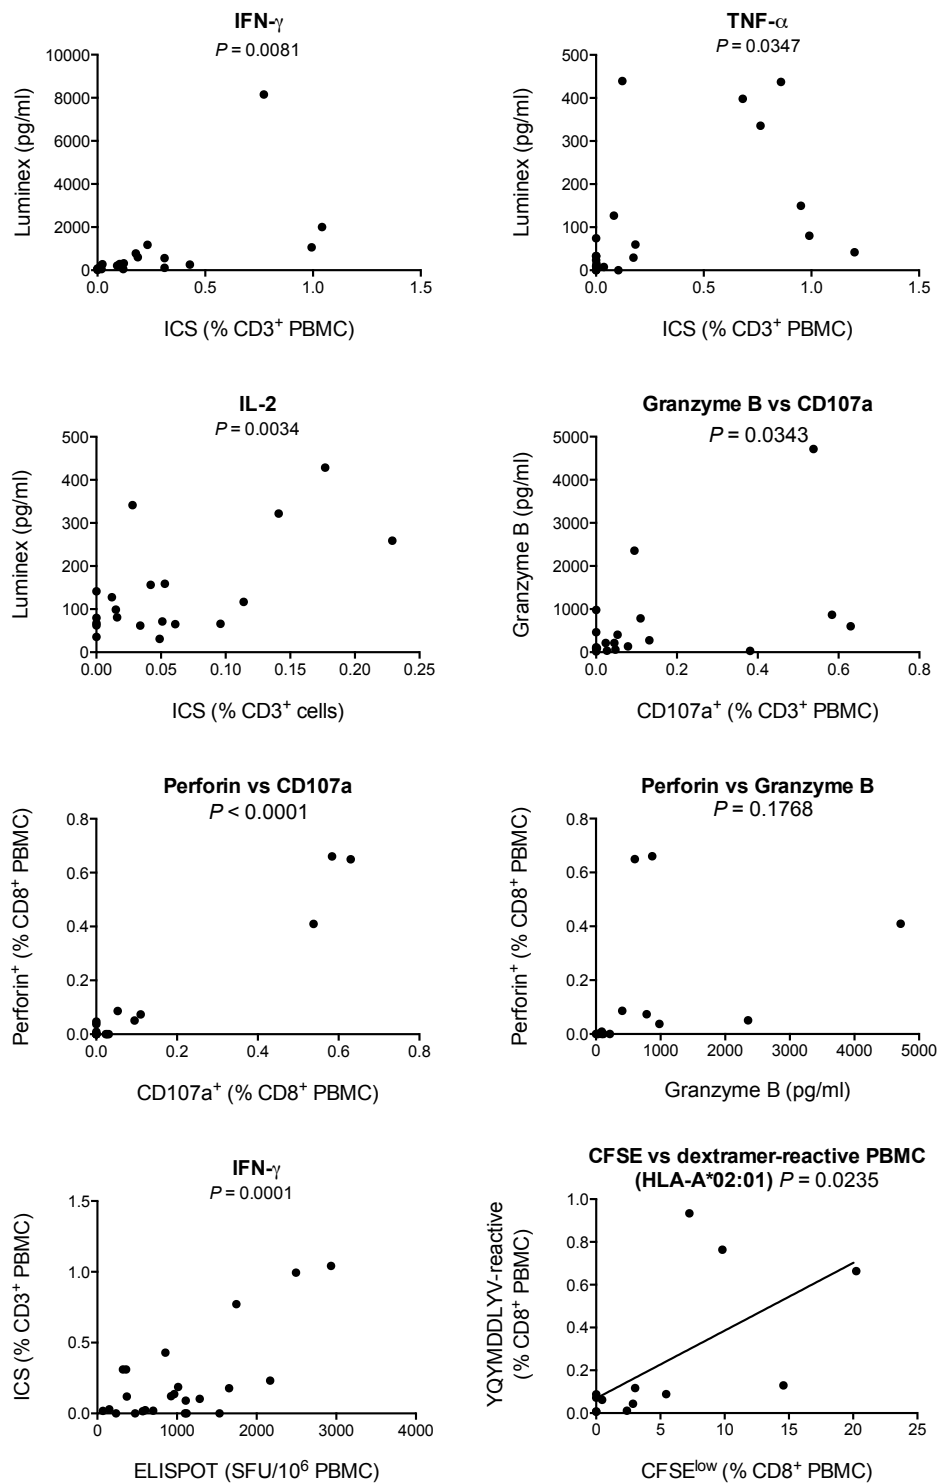 IFN-γ
P = 0.0081
10000
8000
6000
4000
2000
0
Luminex (pg/ml)
0.0 0.5 1.0 1.5
ICS (% CD3⁺ PBMC)
TNF-α
P = 0.0347
500
400
300
200
100
0
Luminex (pg/ml)
0.0 0.5 1.0 1.5
ICS (% CD3⁺ PBMC)
IL-2
P = 0.0034
500
400
300
200
100
0
Luminex (pg/ml)
0.00 0.05 0.10 0.15 0.20 0.25
ICS (% CD3⁺ cells)
Granzyme B vs CD107a
P = 0.0343
5000
4000
3000
2000
1000
0
Granzyme B (pg/ml)
0.0 0.2 0.4 0.6 0.8
CD107a⁺ (% CD3⁺ PBMC)
Perforin vs CD107a
P < 0.0001
0.8
0.6
0.4
0.2
0.0
Perforin⁺ (% CD8⁺ PBMC)
0.0 0.2 0.4 0.6 0.8
CD107a⁺ (% CD8⁺ PBMC)
Perforin vs Granzyme B
P = 0.1768
0.8
0.6
0.4
0.2
0.0
Perforin⁺ (% CD8⁺ PBMC)
0 1000 2000 3000 4000 5000
Granzyme B (pg/ml)
IFN-γ
P = 0.0001
1.5
1.0
0.5
0.0
ICS (% CD3⁺ PBMC)
0 1000 2000 3000 4000
ELISPOT (SFU/10⁶ PBMC)
CFSE vs dextramer-reactive PBMC
(HLA-A*02:01) P = 0.0235
1.0
0.8
0.6
0.4
0.2
0.0
YQYMDDLYV-reactive
(% CD8⁺ PBMC)
0 5 10 15 20 25
CFSEˡᵒʷ (% CD8⁺ PBMC)